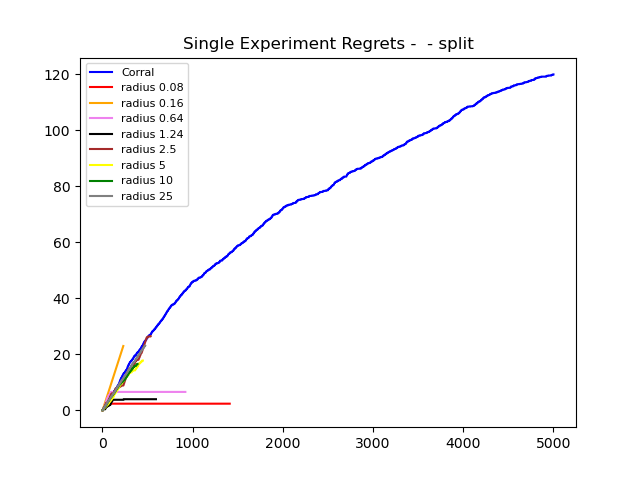 Single Experiment Regrets -  - split
120
100
80
60
40
20
0
Corral
radius 0.08
radius 0.16
radius 0.64
radius 1.24
radius 2.5
radius 5
radius 10
radius 25
0 1000 2000 3000 4000 5000